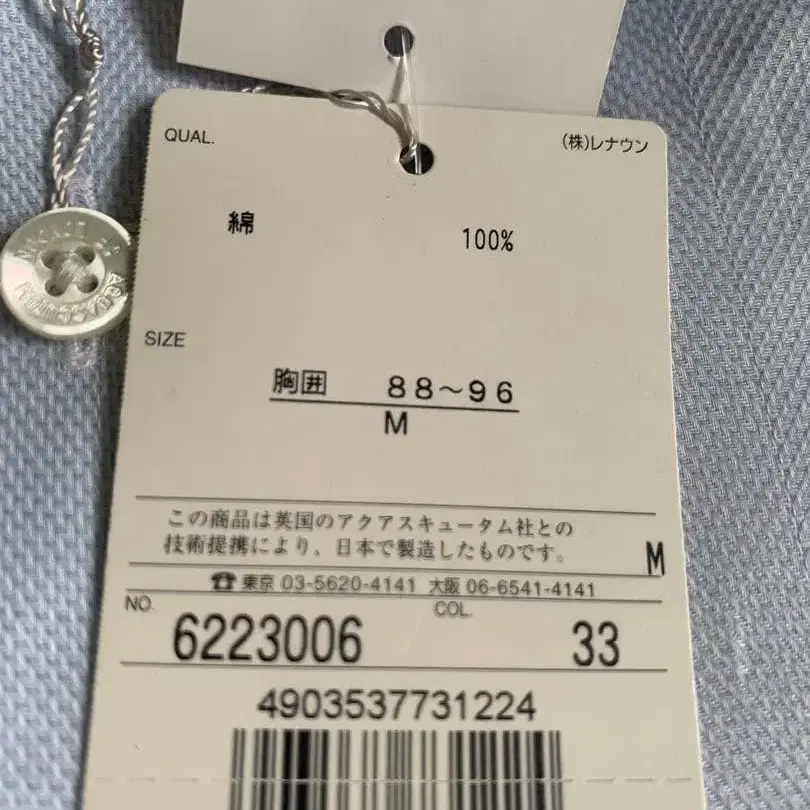 QUAL.
(株)レナウン
綿 100%
SIZE
胸囲 88～96
M
この商品は英国のアクアスキュータム社との
技術提携により、日本で製造したものです。
M
☎ 東京 03-5620-4141 大阪 06-6541-4141
NO. COL.
6223006 33
4903537731224
AQUASCUTUM
OF LONDON